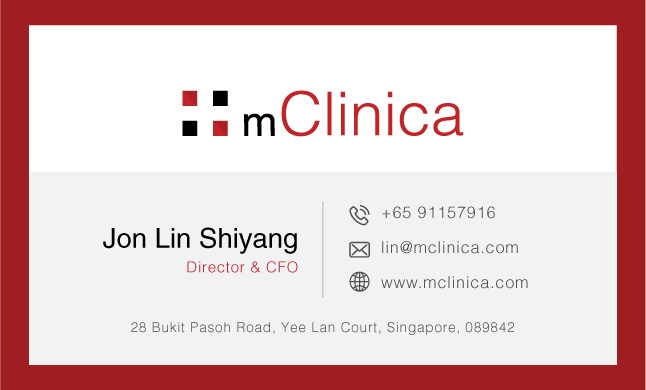 mClinica
Jon Lin Shiyang
Director & CFO
+65 91157916
lin@mclinica.com
www.mclinica.com
28 Bukit Pasoh Road, Yee Lan Court, Singapore, 089842